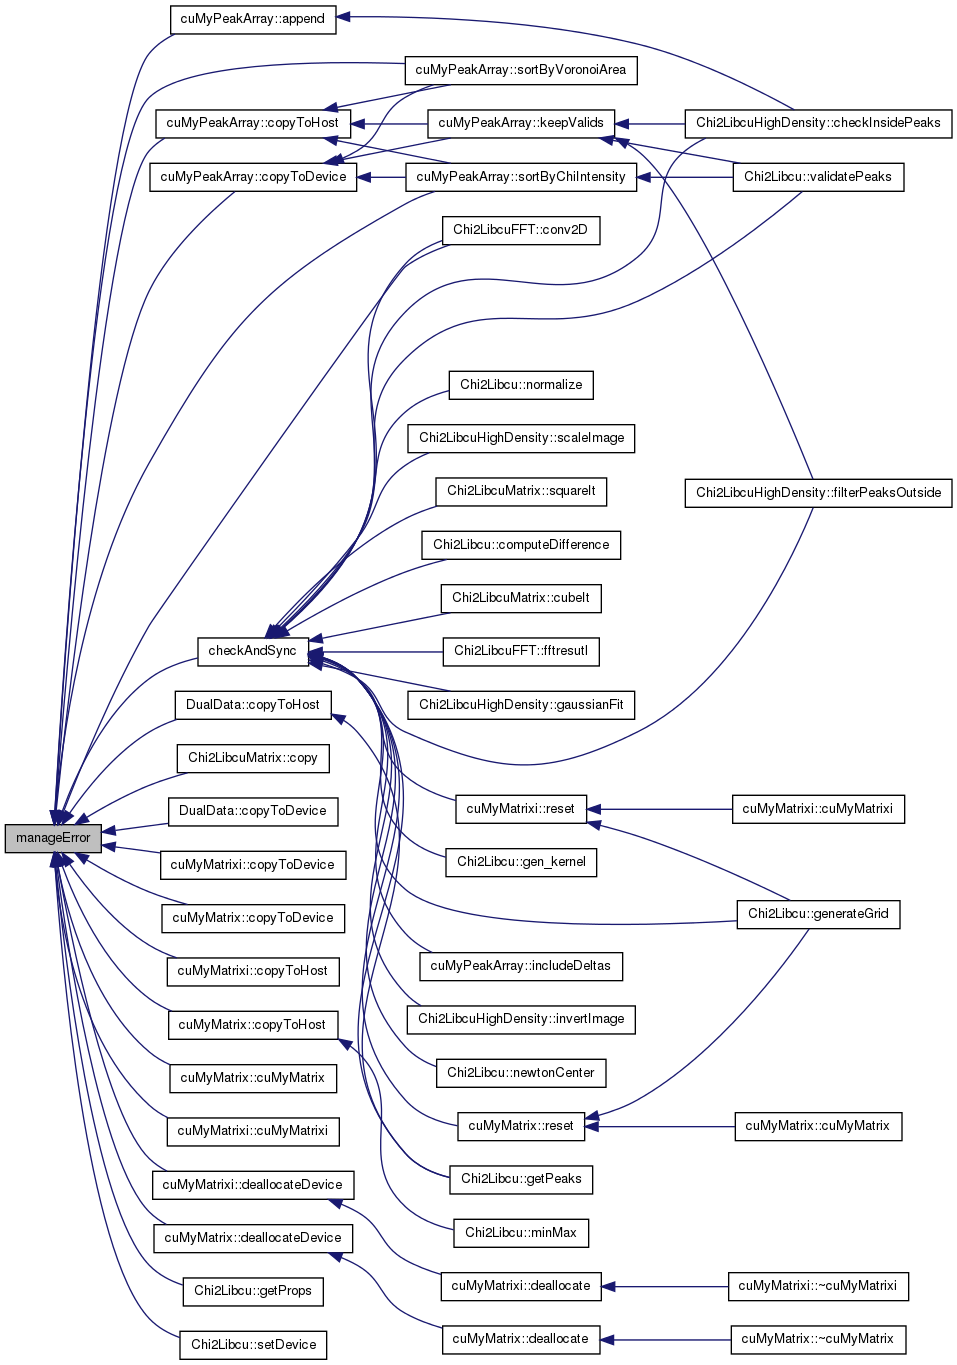 cuMyPeakArray::append
cuMyPeakArray::sortByVoronoiArea
cuMyPeakArray::copyToHost
cuMyPeakArray::keepValids
Chi2LibcuHighDensity::checkInsidePeaks
cuMyPeakArray::copyToDevice
cuMyPeakArray::sortByChiIntensity
Chi2Libcu::validatePeaks
Chi2LibcuFFT::conv2D
Chi2Libcu::normalize
Chi2LibcuHighDensity::scaleImage
Chi2LibcuMatrix::squareIt
Chi2LibcuHighDensity::filterPeaksOutside
Chi2Libcu::computeDifference
Chi2LibcuMatrix::cubeIt
checkAndSync
Chi2LibcuFFT::fftresutl
DualData::copyToHost
Chi2LibcuHighDensity::gaussianFit
Chi2LibcuMatrix::copy
DualData::copyToDevice
cuMyMatrixi::reset
cuMyMatrixi::cuMyMatrixi
manageError
cuMyMatrixi::copyToDevice
Chi2Libcu::gen_kernel
cuMyMatrix::copyToDevice
Chi2Libcu::generateGrid
cuMyMatrixi::copyToHost
cuMyPeakArray::includeDeltas
cuMyMatrix::copyToHost
Chi2LibcuHighDensity::invertImage
cuMyMatrix::cuMyMatrix
Chi2Libcu::newtonCenter
cuMyMatrixi::cuMyMatrixi
cuMyMatrix::reset
cuMyMatrix::cuMyMatrix
cuMyMatrixi::deallocateDevice
Chi2Libcu::getPeaks
cuMyMatrix::deallocateDevice
Chi2Libcu::minMax
Chi2Libcu::getProps
cuMyMatrixi::deallocate
cuMyMatrixi::~cuMyMatrixi
Chi2Libcu::setDevice
cuMyMatrix::deallocate
cuMyMatrix::~cuMyMatrix